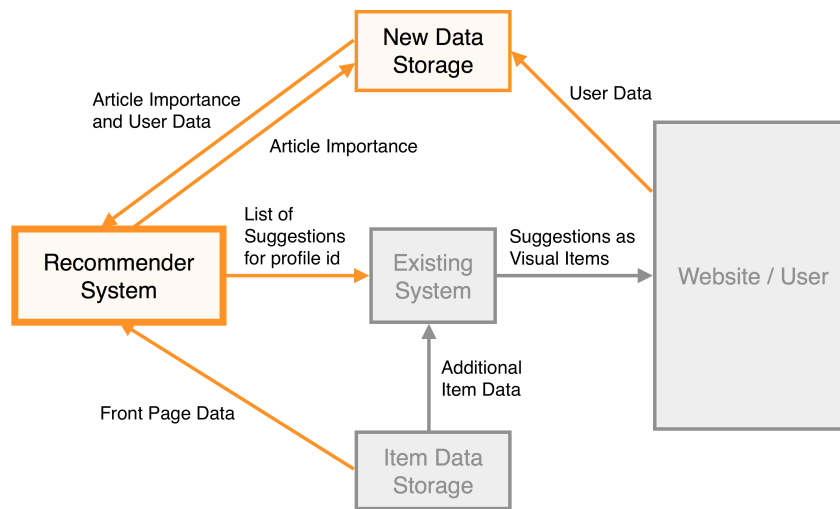 New Data
Storage
User Data
Article Importance
and User Data
Article Importance
List of
Suggestions
for profile id
Suggestions as
Visual Items
Recommender
System
Existing
System
Website / User
Additional
Item Data
Front Page Data
Item Data
Storage